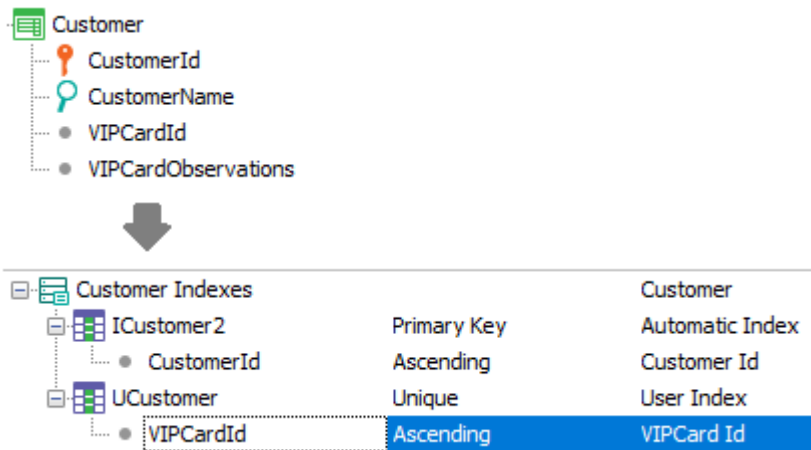 Customer
CustomerId
CustomerName
VIPCardId
VIPCardObservations
Customer Indexes Customer
ICustomer2 Primary Key Automatic Index
CustomerId Ascending Customer Id
UCustomer Unique User Index
VIPCardId Ascending VIPCard Id